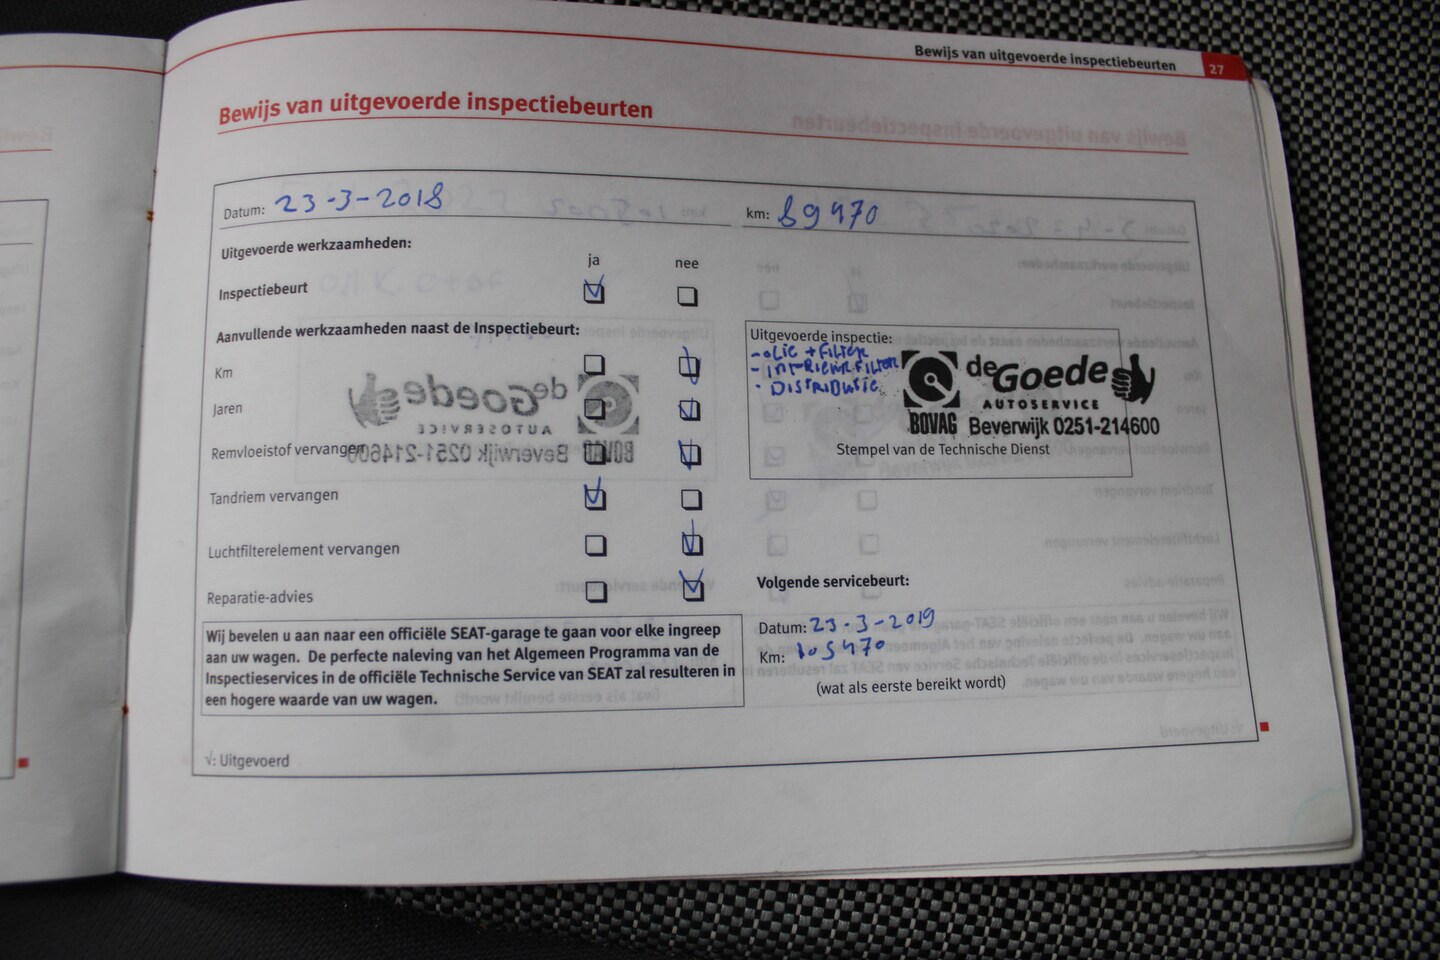 Bewijs van uitgevoerde inspectiebeurten 27
Bewijs van uitgevoerde inspectiebeurten
Datum: 23-3-2018 km: 89470
Uitgevoerde werkzaamheden:
ja nee
Inspectiebeurt
Aanvullende werkzaamheden naast de Inspectiebeurt:
Km
Jaren
Remvloeistof vervangen
Tandriem vervangen
Luchtfilterelement vervangen
Reparatie-advies
Uitgevoerde inspectie:
- OLIE + FILTER
- INTRIEURFILTER
- DISTRIBUTIE
deGoede
AUTOSERVICE
BOVAG Beverwijk 0251-214600
Stempel van de Technische Dienst
Volgende servicebeurt:
Datum: 23-3-2019
Km: 105470
(wat als eerste bereikt wordt)
Wij bevelen u aan naar een officiële SEAT-garage te gaan voor elke ingreep
aan uw wagen. De perfecte naleving van het Algemeen Programma van de
Inspectieservices in de officiële Technische Service van SEAT zal resulteren in
een hogere waarde van uw wagen.
√: Uitgevoerd